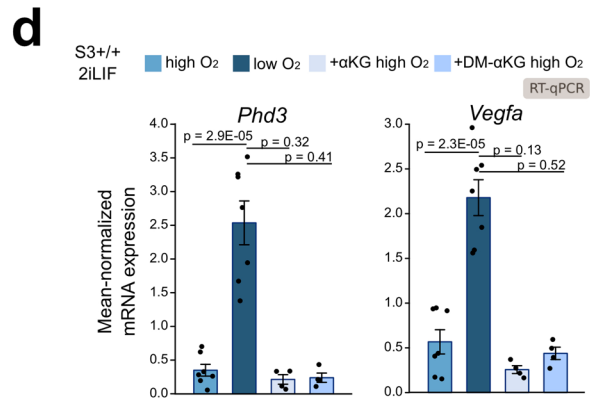 d
S3+/+
2iLIF
high O₂
low O₂
+αKG high O₂
+DM-αKG high O₂
RT-qPCR
Phd3
Vegfa
p = 2.9E-05
p = 0.32
p = 0.41
p = 2.3E-05
p = 0.13
p = 0.52
Mean-normalized
mRNA expression
4.0
3.5
3.0
2.5
2.0
1.5
1.0
0.5
0.0
3.0
2.5
2.0
1.5
1.0
0.5
0.0